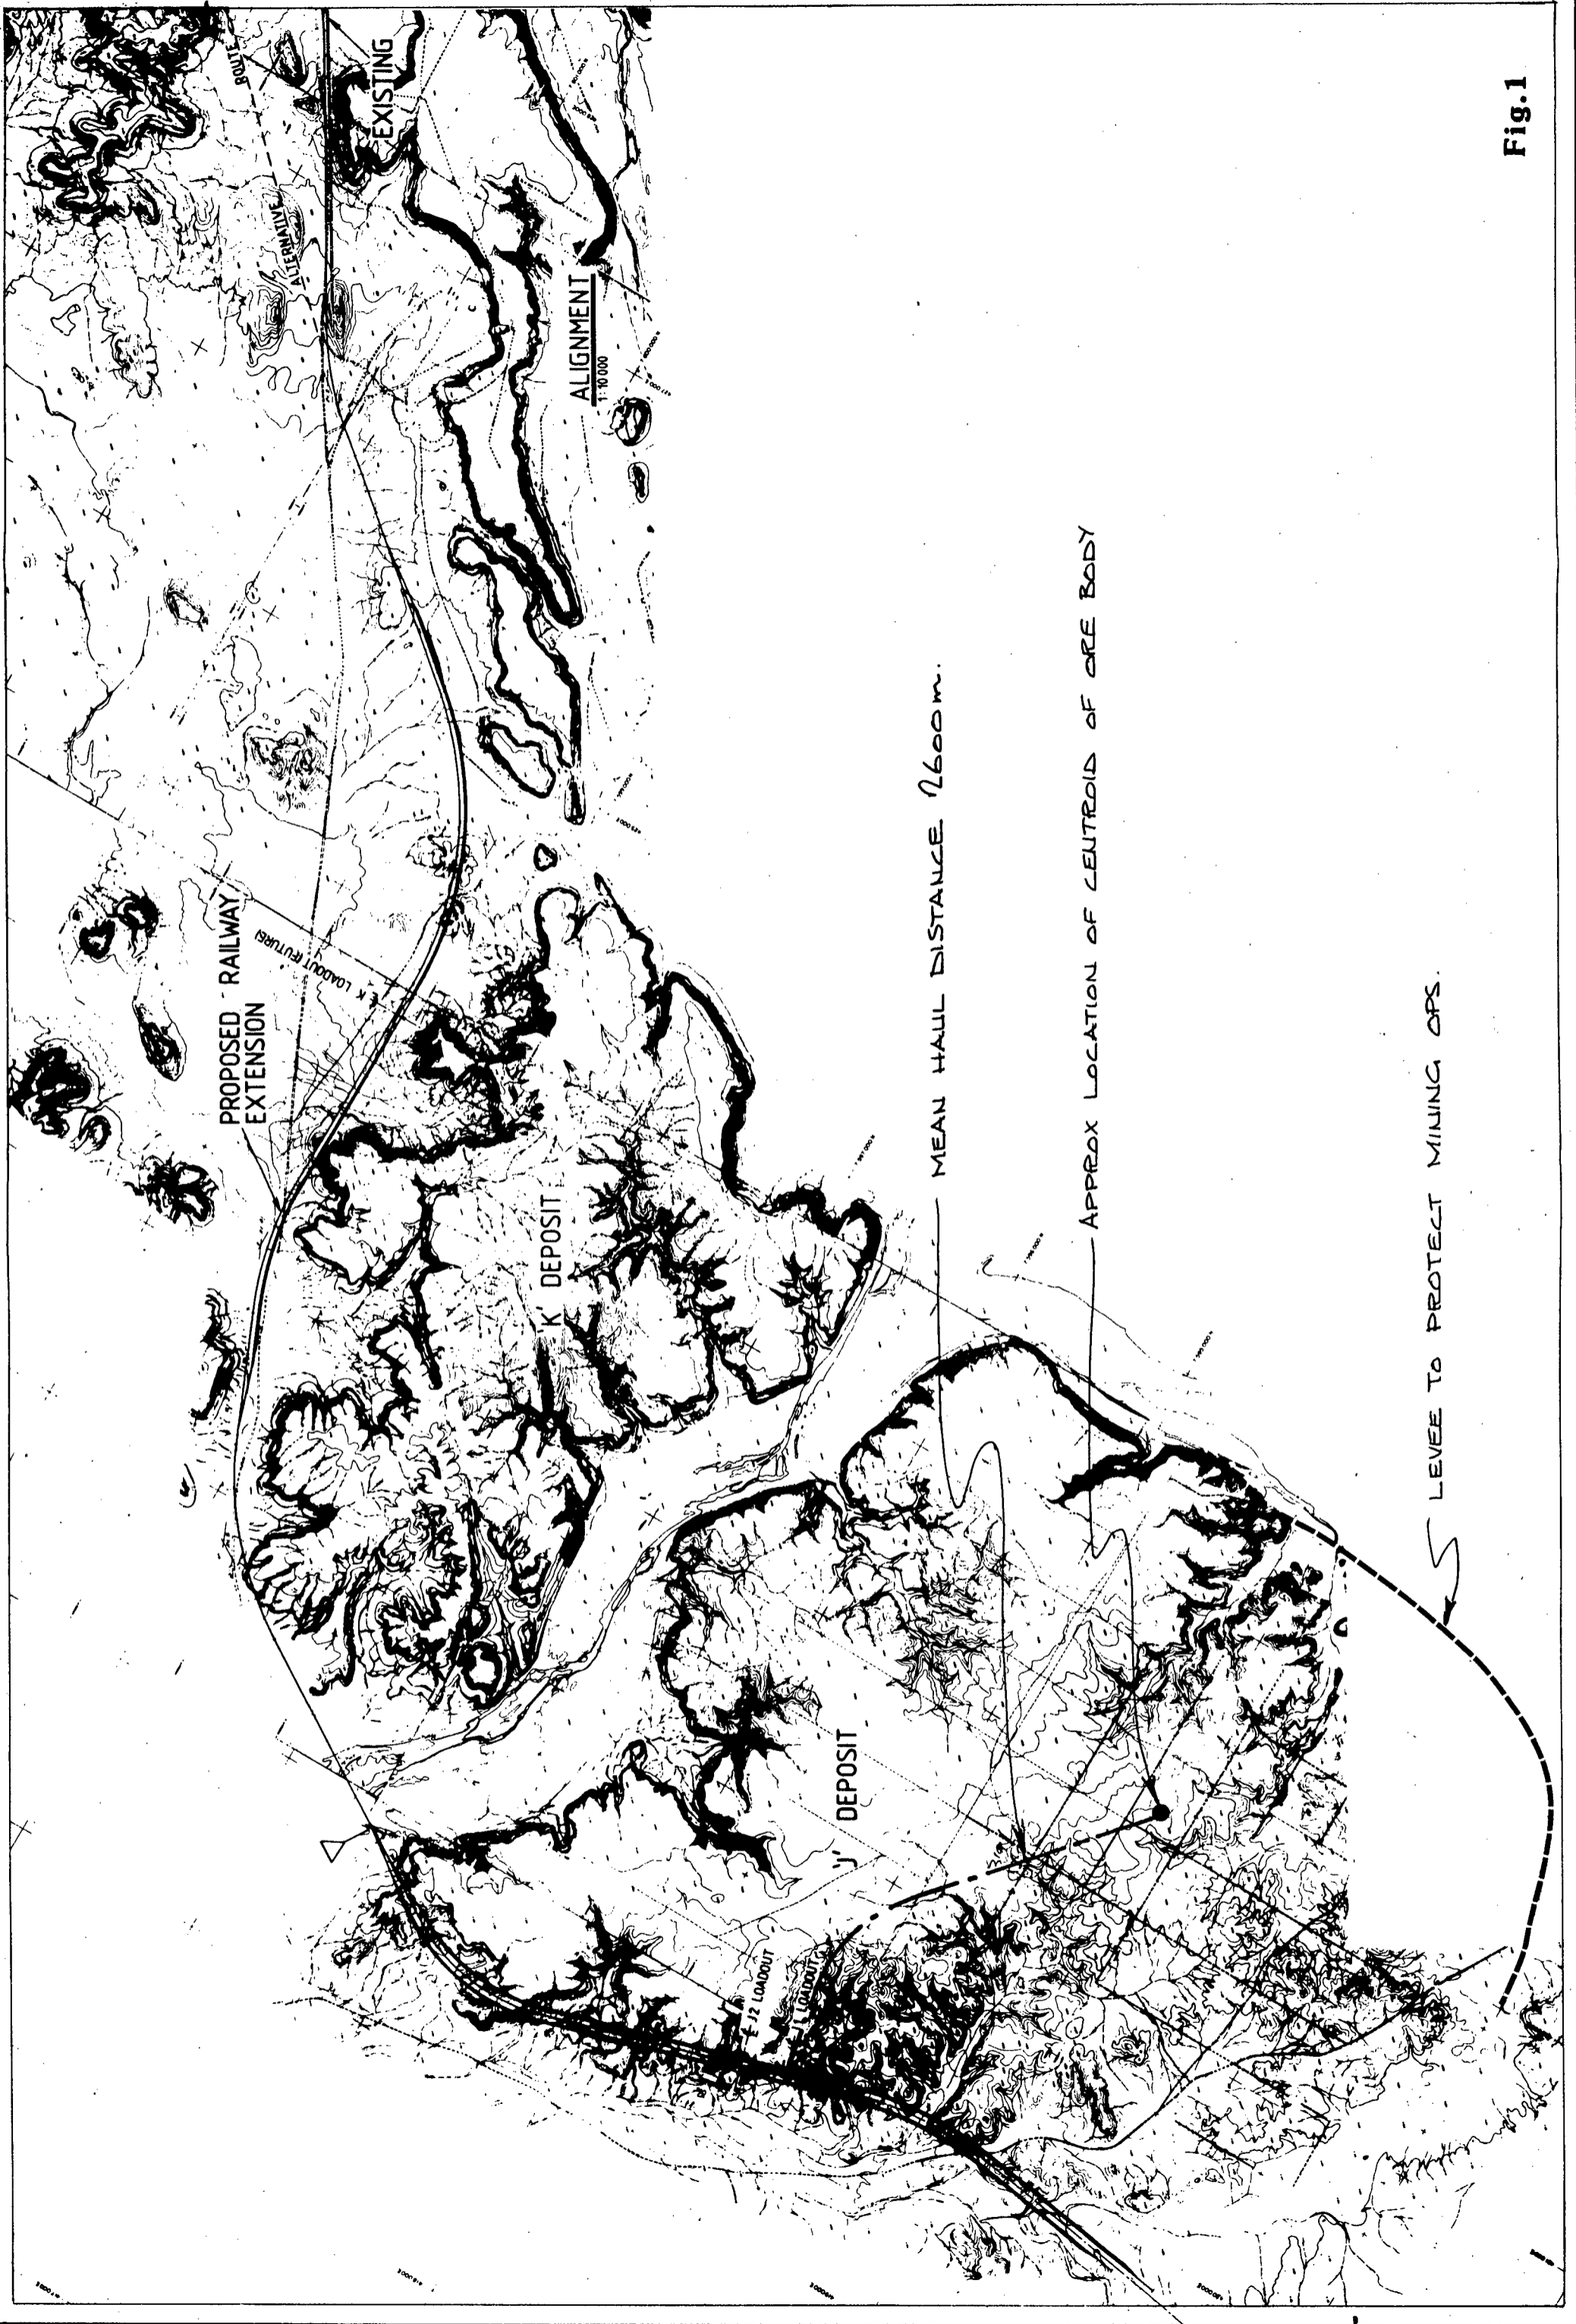 Fig.1
ROUTE
EXISTING
ALTERNATIVE
ALIGNMENT
1:10 000
PROPOSED RAILWAY
EXTENSION
K LOADOUT (FUTURE)
K DEPOSIT
MEAN HAUL DISTANCE 2600m.
APPROX LOCATION OF CENTROID OF ORE BODY
LEVEE TO PROTECT MINING OPS.
'J' DEPOSIT
J2 LOADOUT
J1 LOADOUT